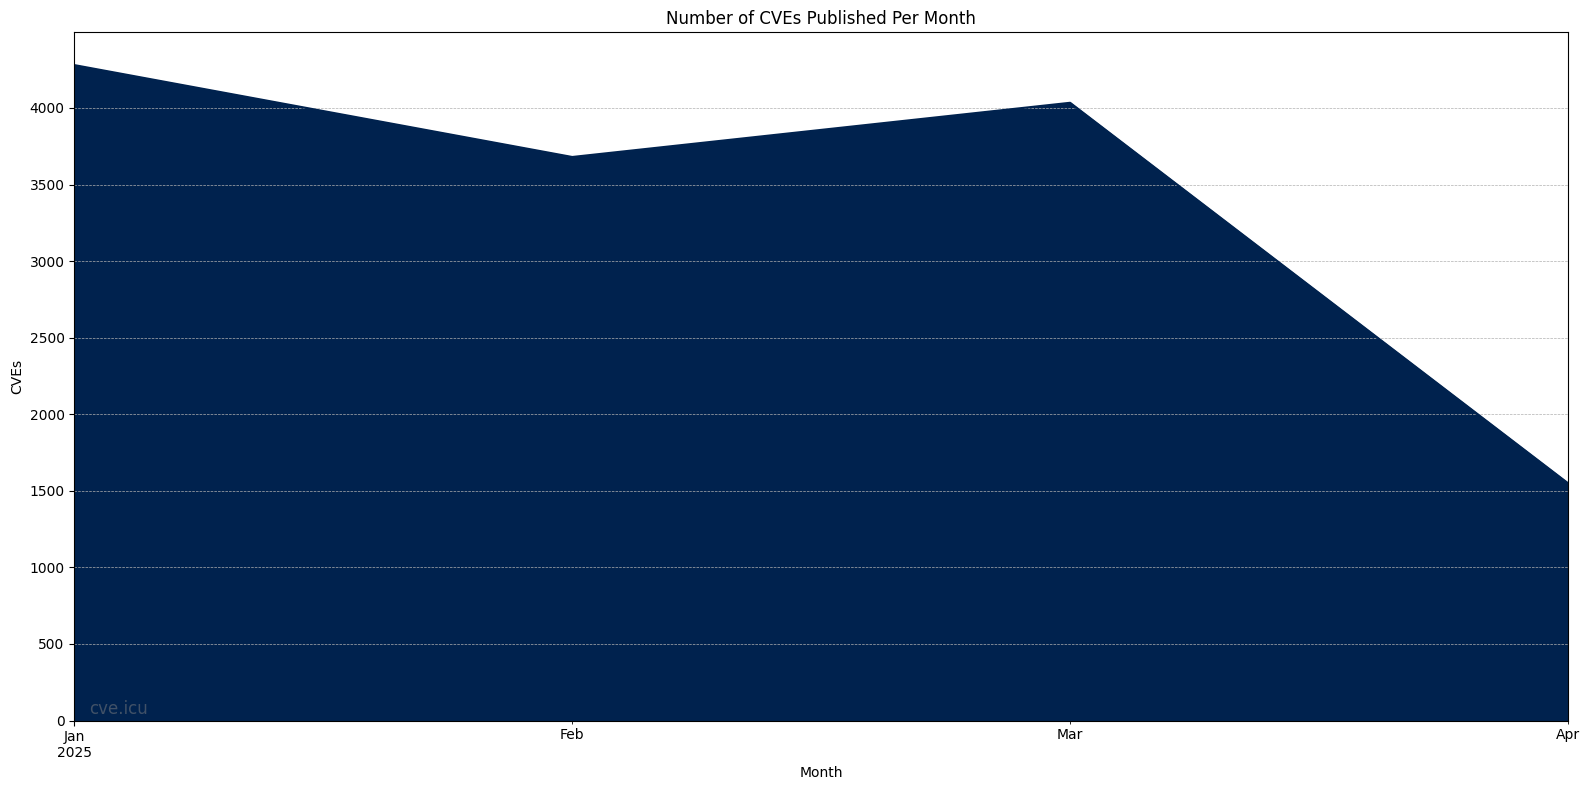 Number of CVEs Published Per Month
4000
3500
3000
2500
2000
1500
1000
500
0
CVEs
cve.icu
Jan
2025
Feb
Mar
Apr
Month